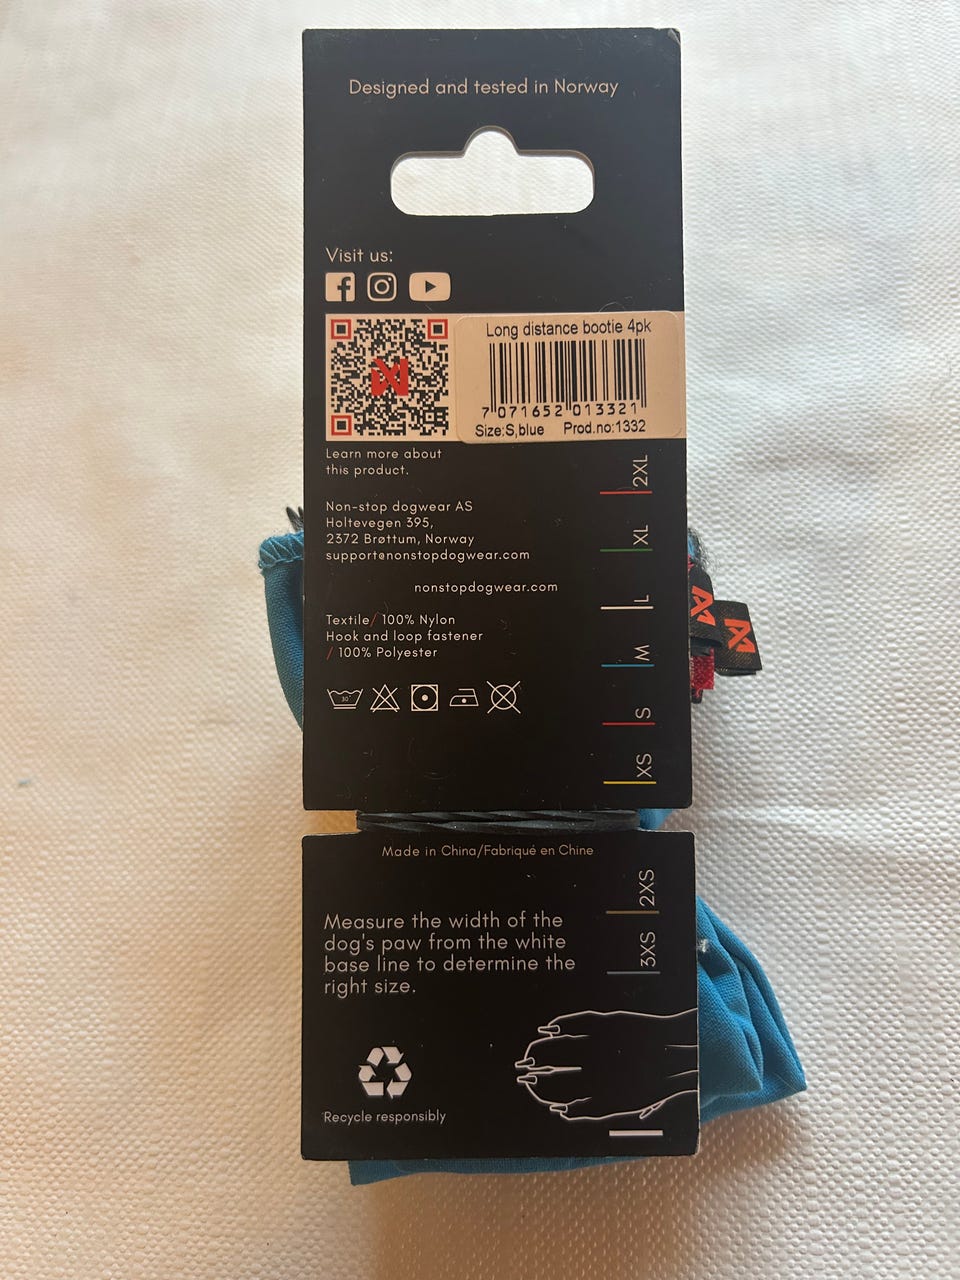 Designed and tested in Norway
Visit us:
Long distance bootie 4pk
7 071652 013321
Size:S,blue Prod.no:1332
Learn more about
this product.
Non-stop dogwear AS
Holtevegen 395,
2372 Brøttum, Norway
support@nonstopdogwear.com
nonstopdogwear.com
Textile/ 100% Nylon
Hook and loop fastener
/ 100% Polyester
30°
2XL
XL
L
M
S
XS
Made in China/Fabriqué en Chine
2XS
3XS
Measure the width of the
dog's paw from the white
base line to determine the
right size.
Recycle responsibly